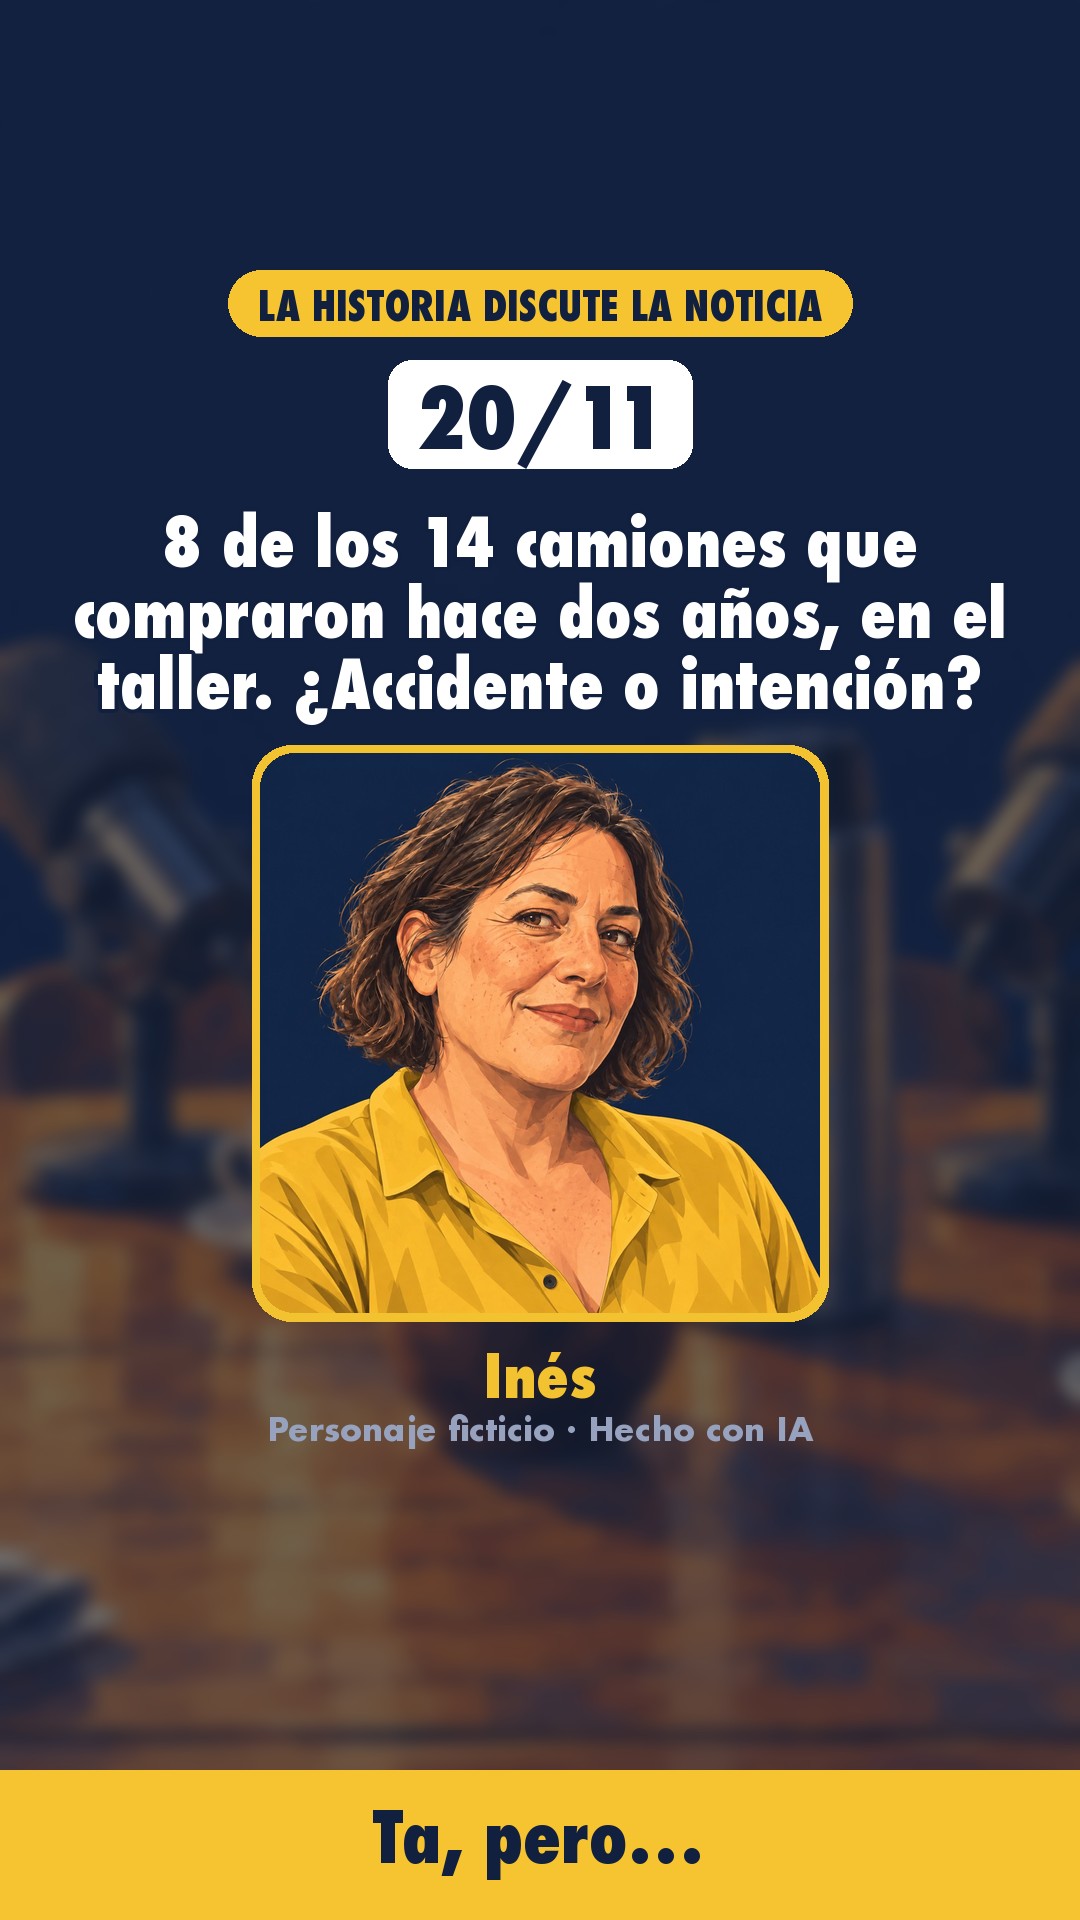 LA HISTORIA DISCUTE LA NOTICIA
20/11
8 de los 14 camiones que
compraron hace dos años, en el
taller. ¿Accidente o intención?
Inés
Personaje ficticio · Hecho con IA
Ta, pero...